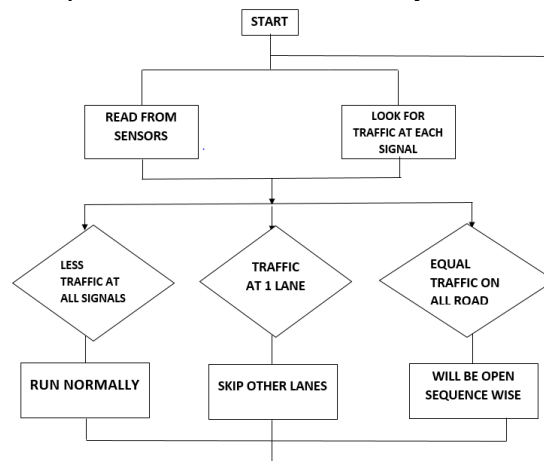 START
READ FROM
SENSORS
LOOK FOR
TRAFFIC AT EACH
SIGNAL
LESS
TRAFFIC AT
ALL SIGNALS
TRAFFIC
AT 1 LANE
EQUAL
TRAFFIC ON
ALL ROAD
RUN NORMALLY
SKIP OTHER LANES
WILL BE OPEN
SEQUENCE WISE